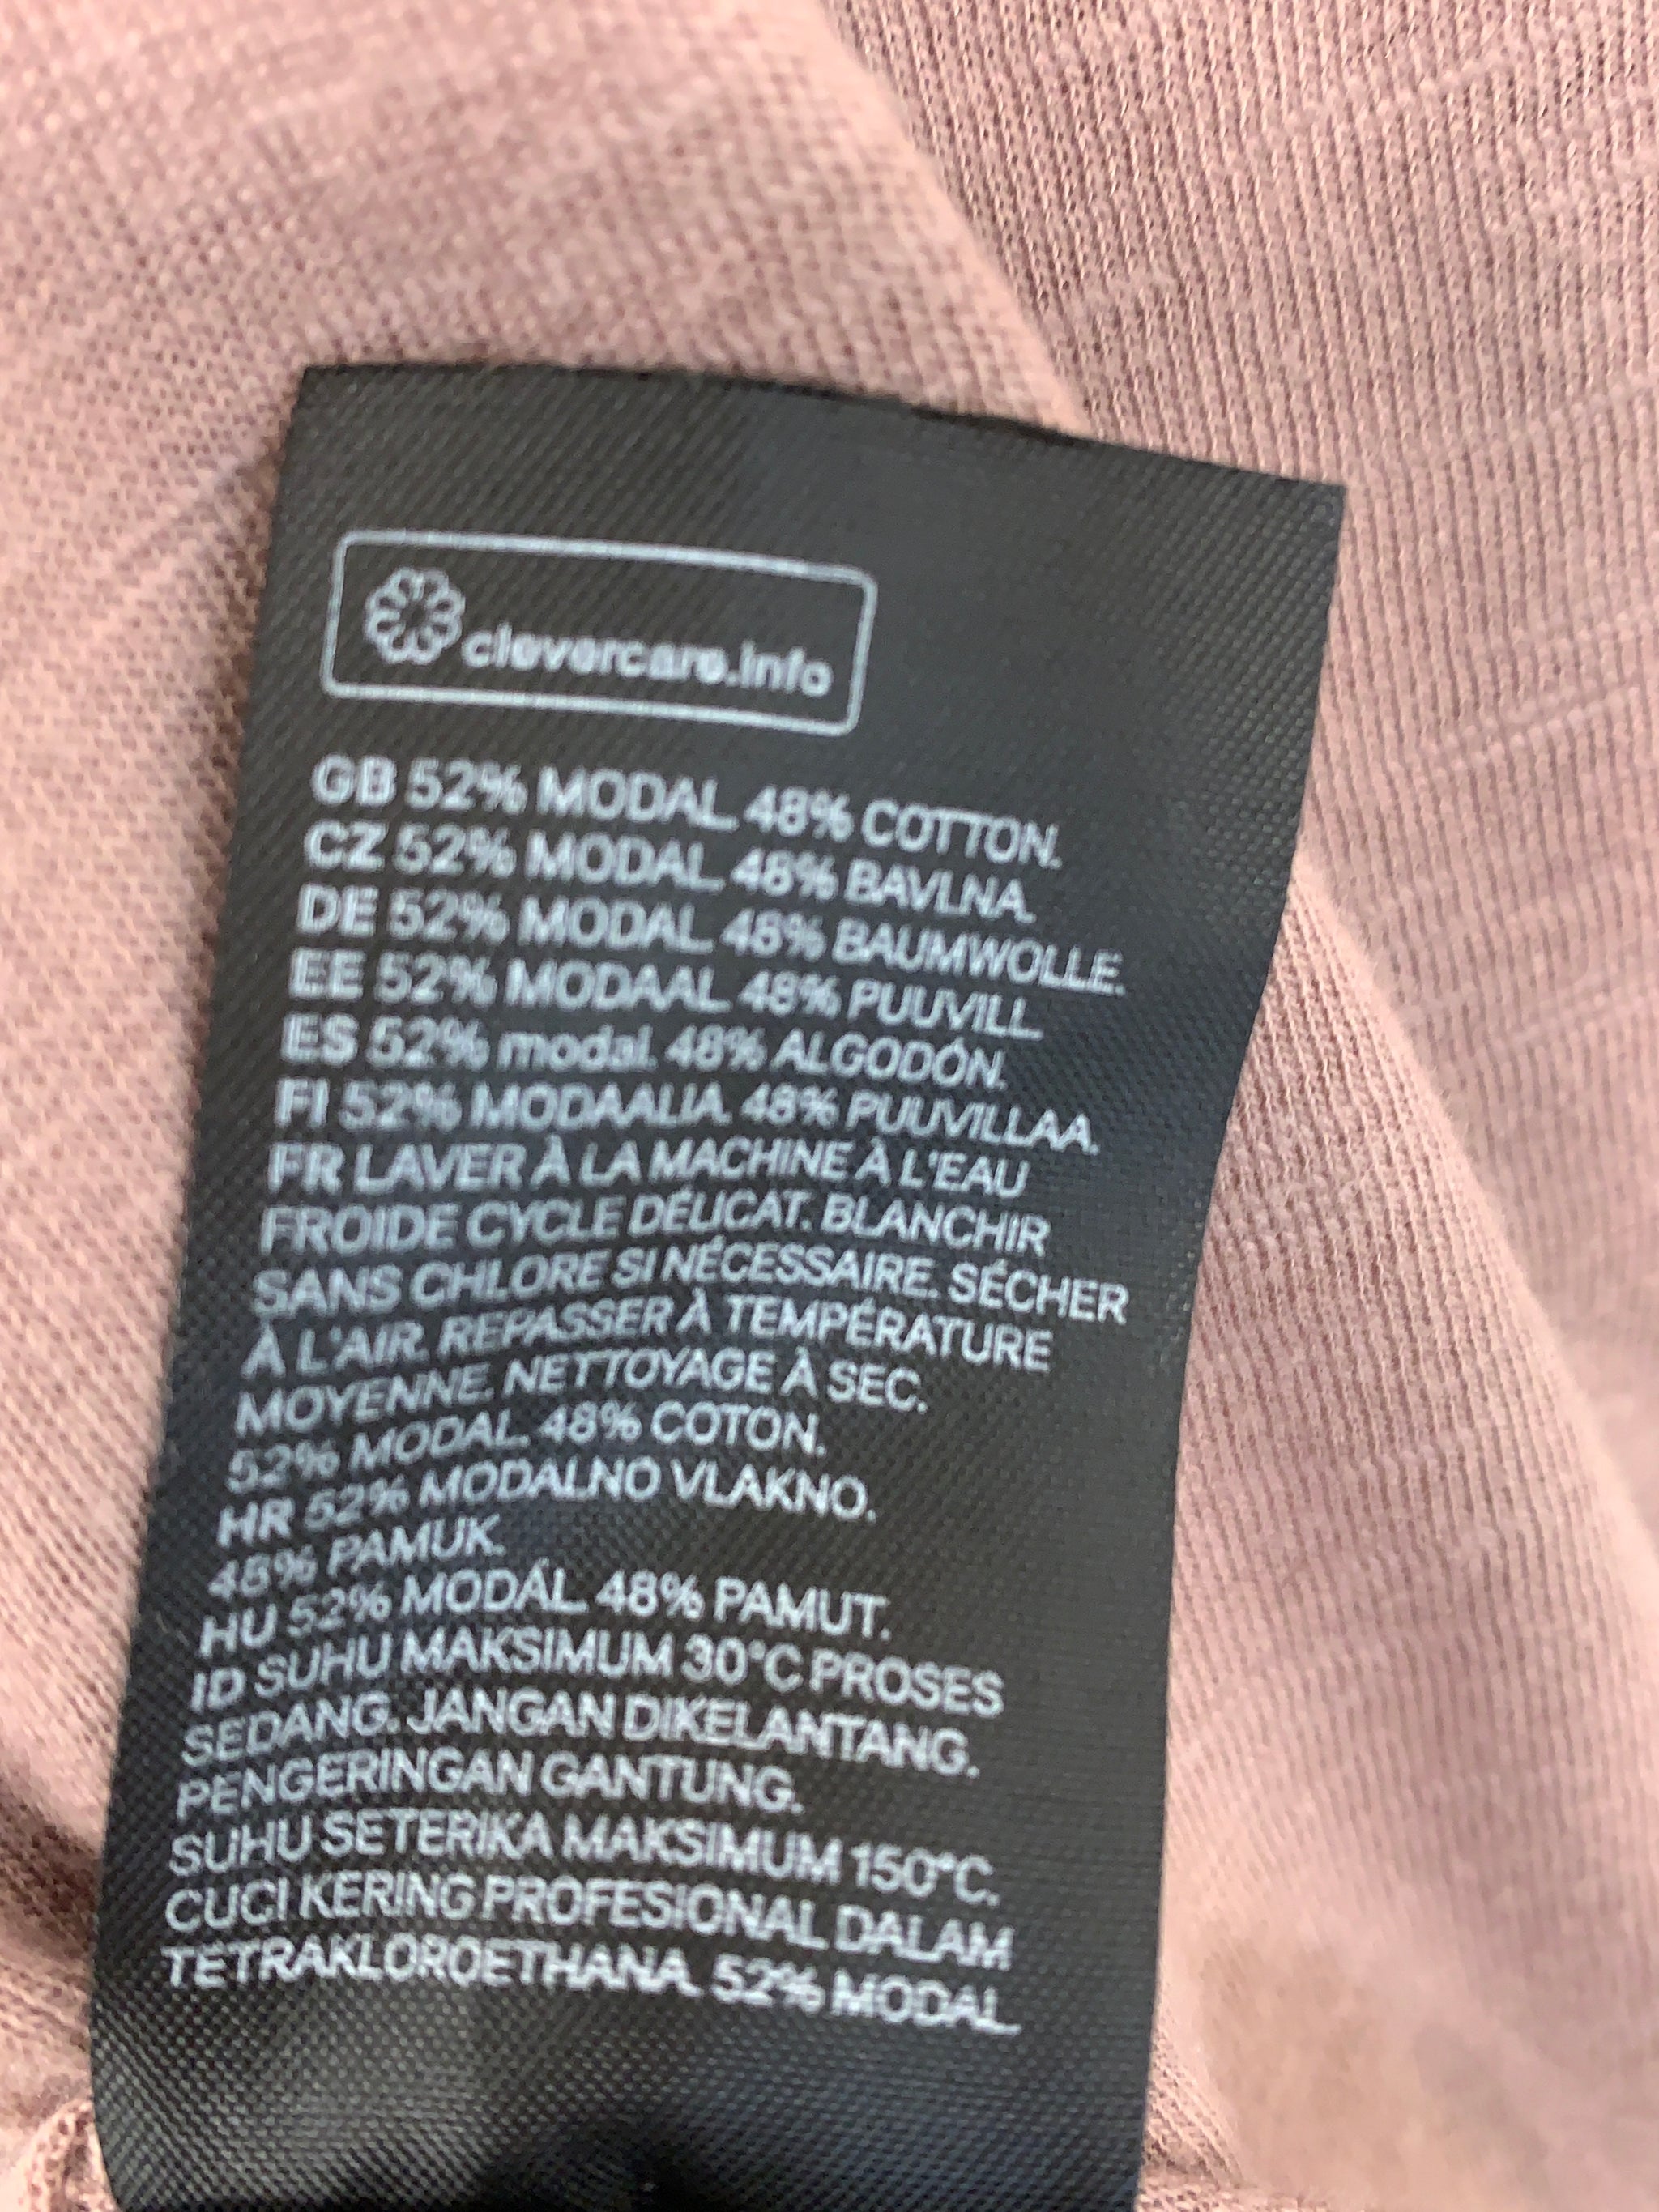 clevercare.info
GB 52% MODAL. 48% COTTON.
CZ 52% MODAL. 48% BAVLNA.
DE 52% MODAL. 48% BAUMWOLLE.
EE 52% MODAAL. 48% PUUVILL.
ES 52% modal. 48% ALGODÓN.
FI 52% MODAALIA. 48% PUUVILLAA.
FR LAVER À LA MACHINE À L'EAU
FROIDE CYCLE DÉLICAT. BLANCHIR
SANS CHLORE SI NÉCESSAIRE. SÉCHER
À L'AIR. REPASSER À TEMPÉRATURE
MOYENNE. NETTOYAGE À SEC.
52% MODAL. 48% COTON.
HR 52% MODALNO VLAKNO.
48% PAMUK.
HU 52% MODÁL. 48% PAMUT.
ID SUHU MAKSIMUM 30°C PROSES
SEDANG. JANGAN DIKELANTANG.
PENGERINGAN GANTUNG.
SUHU SETERIKA MAKSIMUM 150°C.
CUCI KERING PROFESIONAL DALAM
TETRAKLOROETHANA. 52% MODAL.